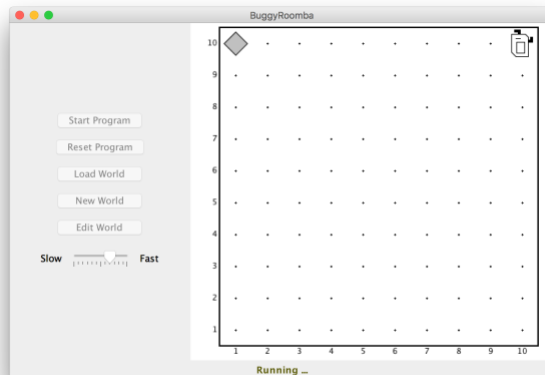 BuggyRoomba
Start Program
Reset Program
Load World
New World
Edit World
Slow Fast
10
9
8
7
6
5
4
3
2
1
1 2 3 4 5 6 7 8 9 10
Running ...